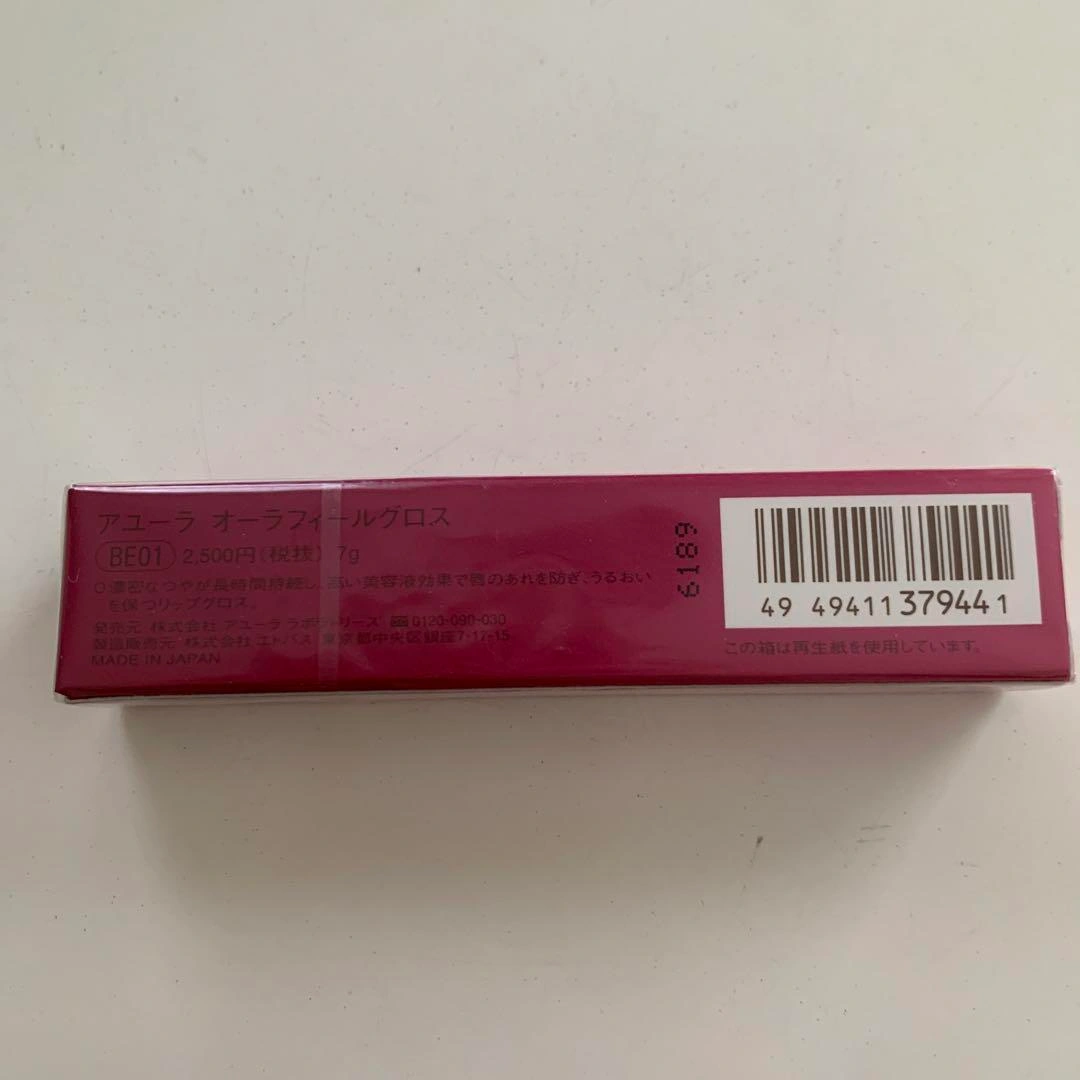 アユーラ オーラフィールグロス
BE01 2,500円(税抜) 7g
○濃密なつやが長時間持続し、高い美容液効果で唇のあれを防ぎ、うるおい
を保つリップグロス。
発売元 株式会社 アユーラ ラボラトリーズ 0120-090-030
製造販売元 株式会社 エトバス 東京都中央区銀座7-12-15
MADE IN JAPAN
6189
49 49411 379441
この箱は再生紙を使用しています。